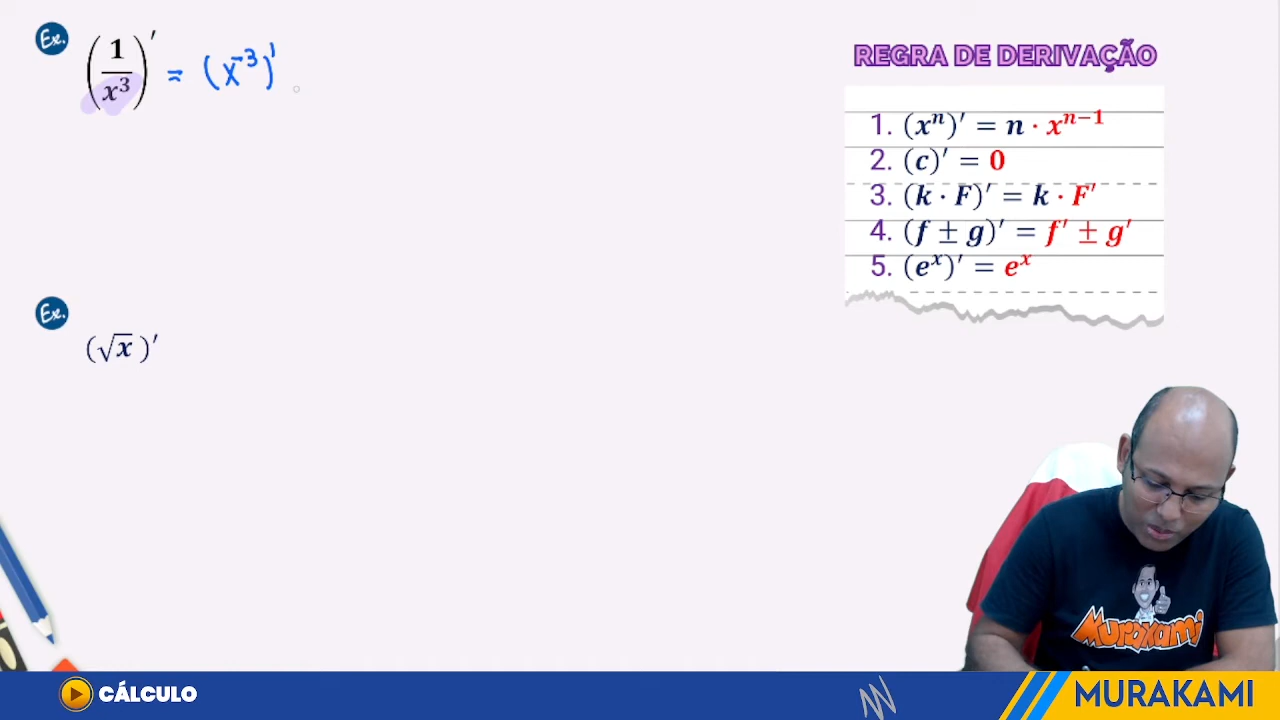 Ex.
(1/x³)′ = (x⁻³)'
Ex.
(√x)′
REGRA DE DERIVAÇÃO
1. (xⁿ)′ = n · xⁿ⁻¹
2. (c)′ = 0
3. (k · F)′ = k · F′
4. (f ± g)′ = f′ ± g′
5. (eˣ)′ = eˣ
Murakami
CÁLCULO
MURAKAMI